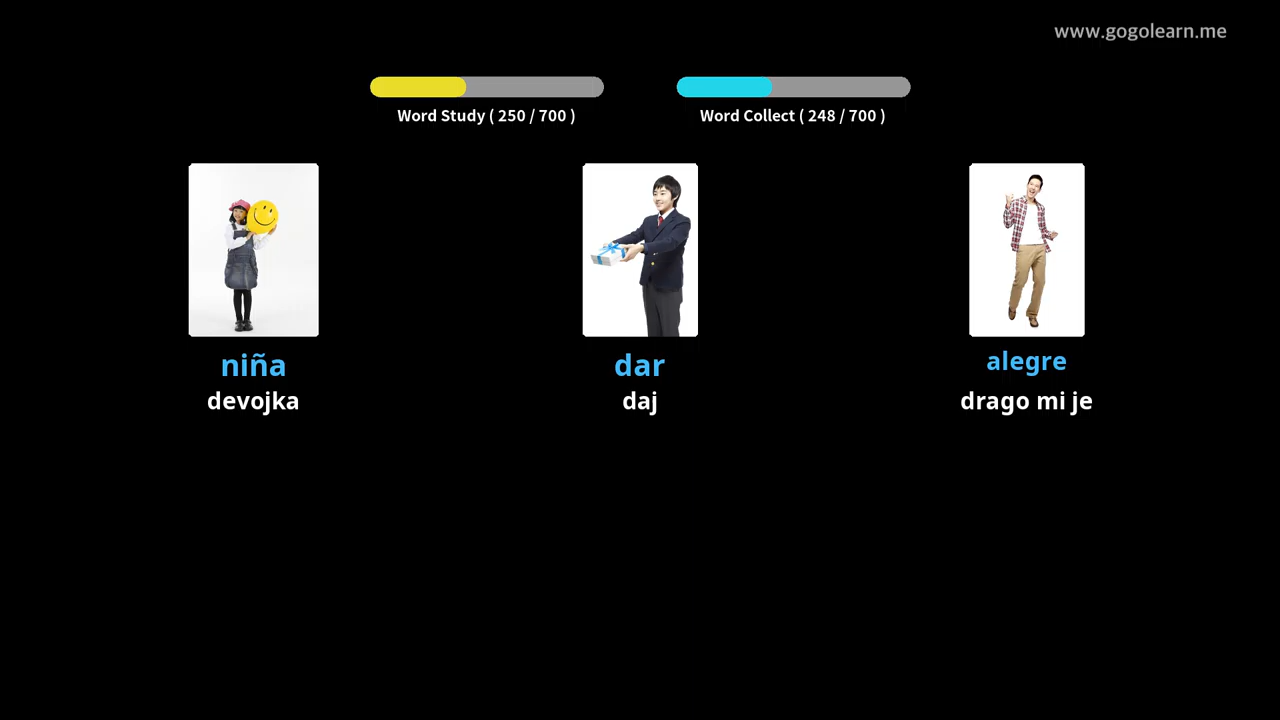 www.gogolearn.me
Word Study ( 250 / 700 )
Word Collect ( 248 / 700 )
niña
dar
alegre
devojka
daj
drago mi je